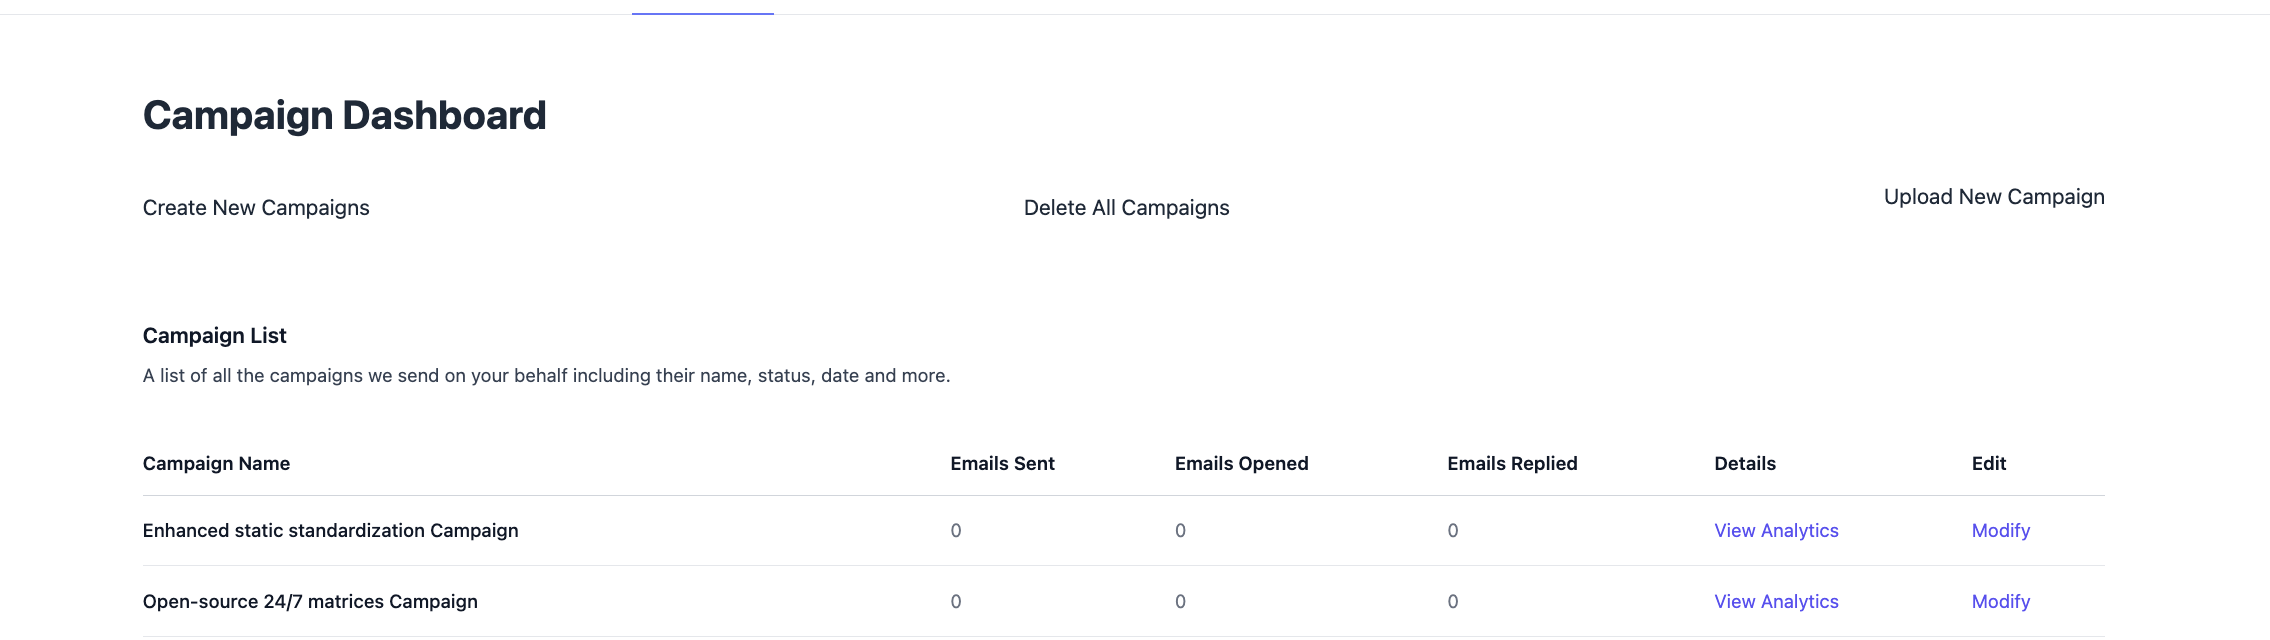 Campaign Dashboard
Create New Campaigns
Delete All Campaigns
Upload New Campaign
Campaign List
A list of all the campaigns we send on your behalf including their name, status, date and more.
Campaign Name Emails Sent Emails Opened Emails Replied Details Edit
Enhanced static standardization Campaign 0 0 0 View Analytics Modify
Open-source 24/7 matrices Campaign 0 0 0 View Analytics Modify